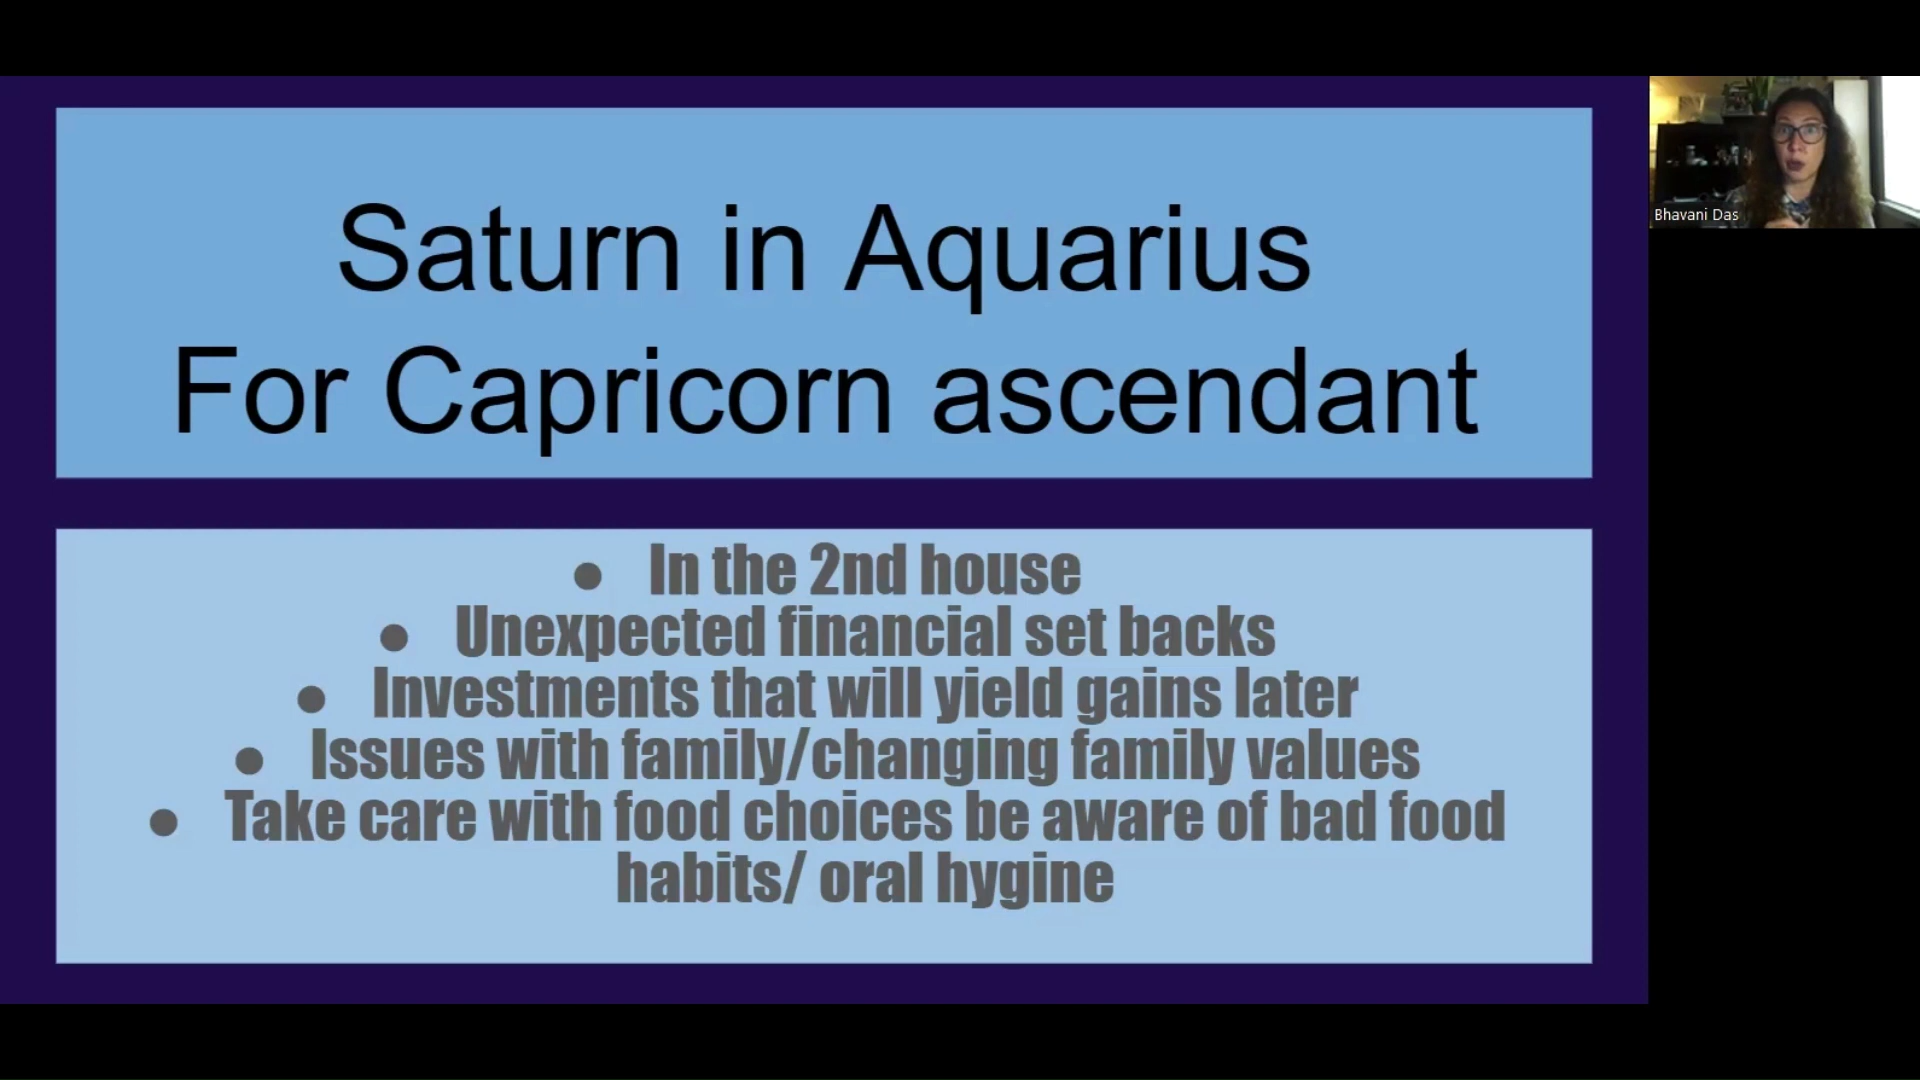 Saturn in Aquarius
For Capricorn ascendant
● In the 2nd house
● Unexpected financial set backs
● Investments that will yield gains later
● Issues with family/changing family values
● Take care with food choices be aware of bad food
habits/ oral hygine
Bhavani Das